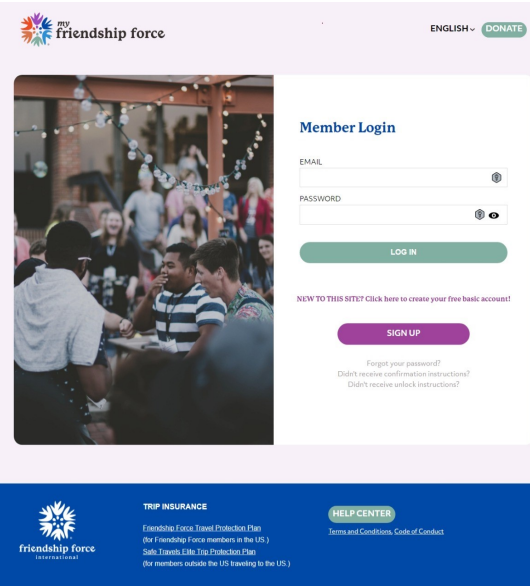 my
friendship force
ENGLISH
DONATE
Member Login
EMAIL
PASSWORD
LOG IN
NEW TO THIS SITE? Click here to create your free basic account!
SIGN UP
Forgot your password?
Didn't receive confirmation instructions?
Didn't receive unlock instructions?
friendship force
international
TRIP INSURANCE
Friendship Force Travel Protection Plan
(for Friendship Force members in the US.)
Safe Travels Elite Trip Protection Plan
(for members outside the US traveling to the US.)
HELP CENTER
Terms and Conditions, Code of Conduct